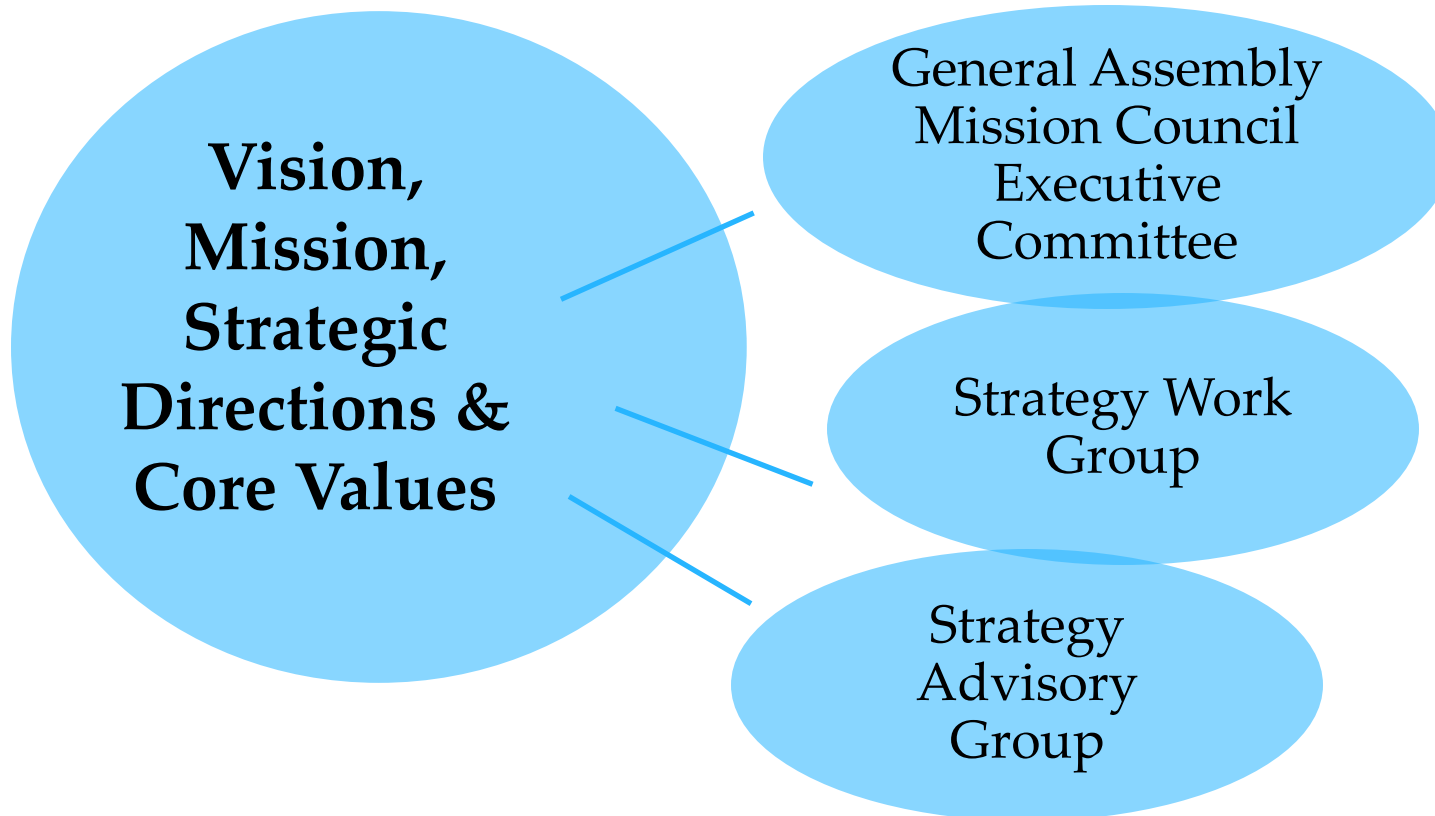 Vision,
Mission,
Strategic
Directions &
Core Values
General Assembly
Mission Council
Executive
Committee
Strategy Work
Group
Strategy
Advisory
Group